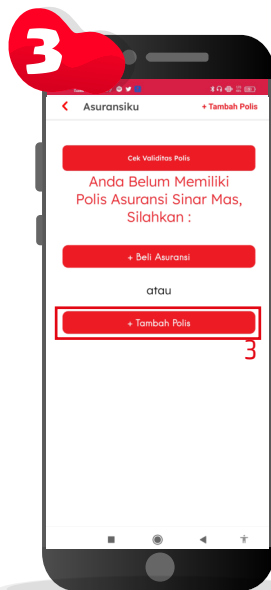 3
Asuransiku
+ Tambah Polis
Cek Validitas Polis
Anda Belum Memiliki
Polis Asuransi Sinar Mas,
Silahkan :
+ Beli Asuransi
atau
+ Tambah Polis
3